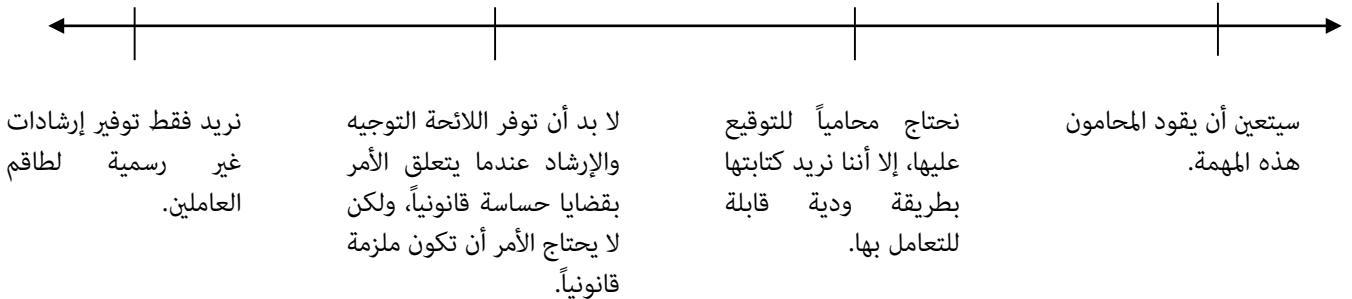 سيتعين أن يقود المحامون
هذه المهمة.
نحتاج محامياً للتوقيع
عليها، إلا أننا نريد كتابتها
بطريقة ودية قابلة
للتعامل بها.
لا بد أن توفر اللائحة التوجيه
والإرشاد عندما يتعلق الأمر
بقضايا حساسة قانونياً، ولكن
لا يحتاج الأمر أن تكون ملزمة
قانونياً.
نريد فقط توفير إرشادات
غير رسمية لطاقم
العاملين.